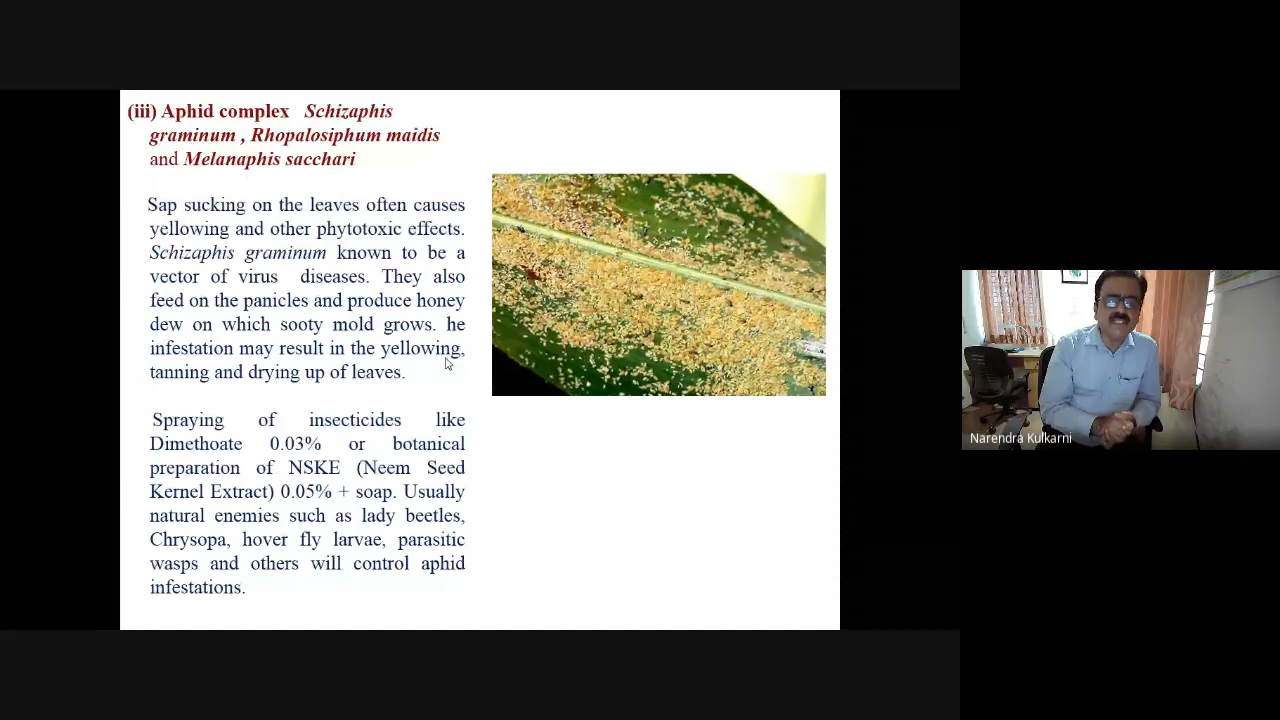 (iii) Aphid complex Schizaphis
graminum , Rhopalosiphum maidis
and Melanaphis sacchari
Sap sucking on the leaves often causes
yellowing and other phytotoxic effects.
Schizaphis graminum known to be a
vector of virus diseases. They also
feed on the panicles and produce honey
dew on which sooty mold grows. he
infestation may result in the yellowing,
tanning and drying up of leaves.
Spraying of insecticides like
Dimethoate 0.03% or botanical
preparation of NSKE (Neem Seed
Kernel Extract) 0.05% + soap. Usually
natural enemies such as lady beetles,
Chrysopa, hover fly larvae, parasitic
wasps and others will control aphid
infestations.
Narendra Kulkarni